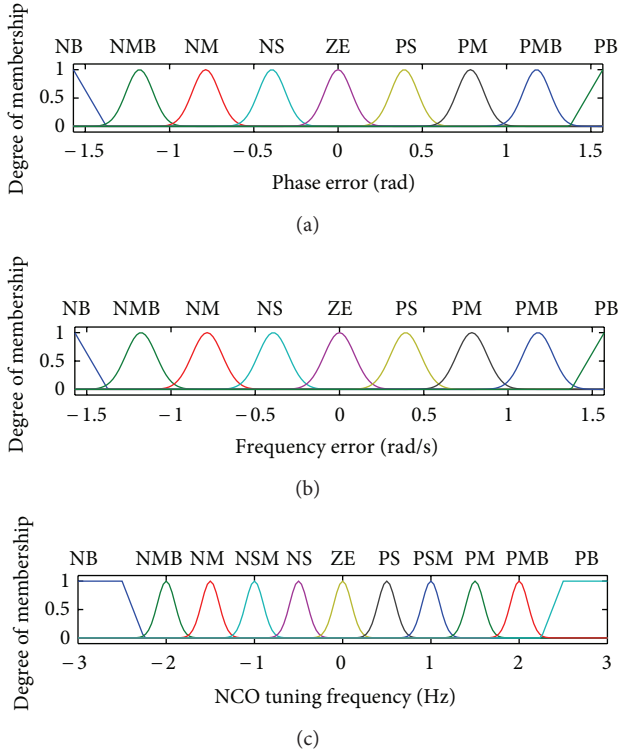 NB NMB NM NS ZE PS PM PMB PB
Degree of membership
1
0.5
0
−1.5 −1 −0.5 0 0.5 1 1.5
Phase error (rad)
(a)
NB NMB NM NS ZE PS PM PMB PB
Degree of membership
1
0.5
0
−1.5 −1 −0.5 0 0.5 1 1.5
Frequency error (rad/s)
(b)
NB NMB NM NSM NS ZE PS PSM PM PMB PB
Degree of membership
1
0.5
0
−3 −2 −1 0 1 2 3
NCO tuning frequency (Hz)
(c)